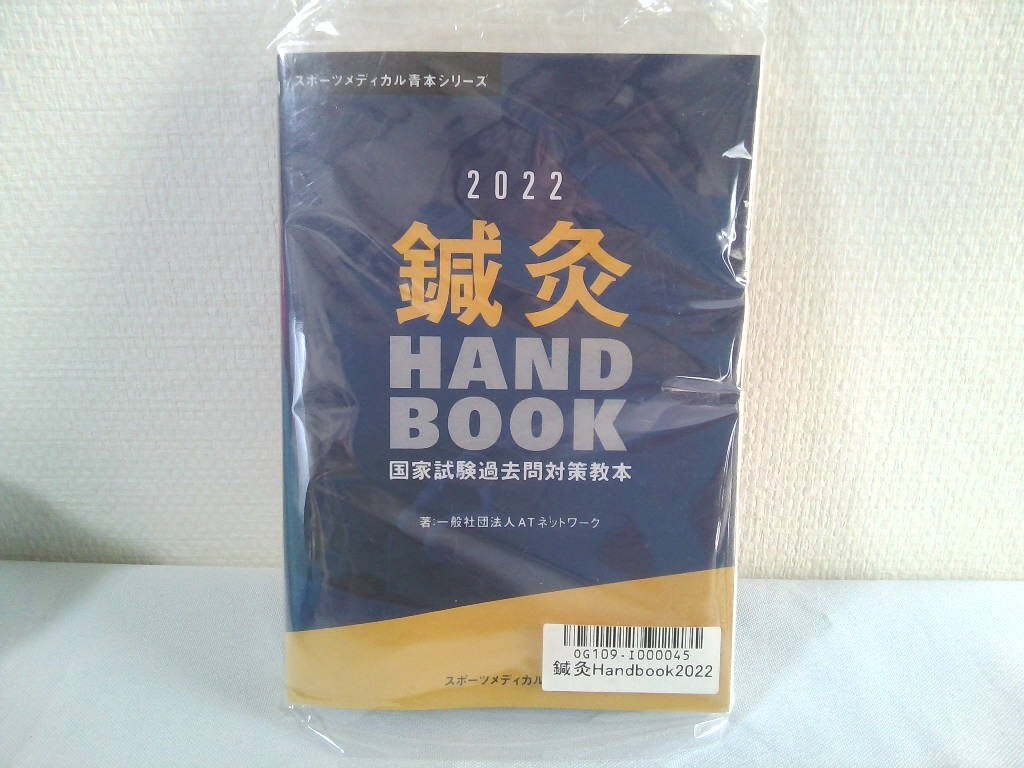 スポーツメディカル青本シリーズ
2022
鍼灸
HAND
BOOK
国家試験過去問対策教本
著:一般社団法人ATネットワーク
スポーツメディカル
OG109-I000045
鍼灸Handbook2022